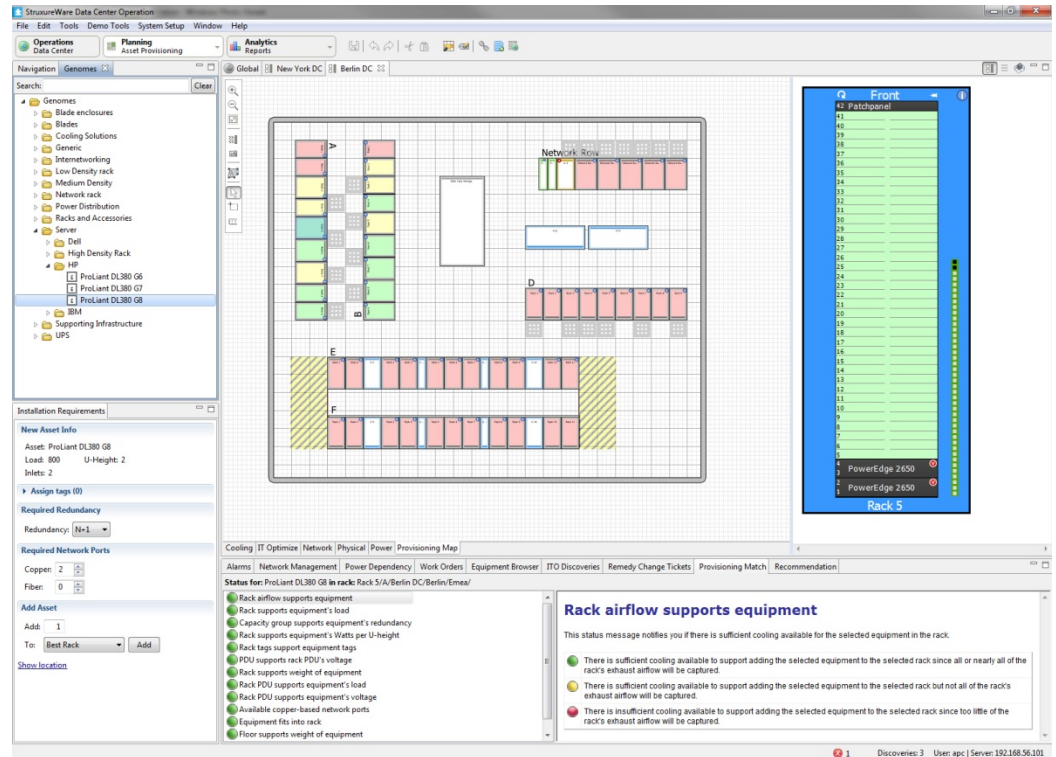 StruxureWare Data Center Operation
File Edit Tools Demo Tools System Setup Window Help
Operations
Data Center
Planning
Asset Provisioning
Analytics
Reports
Navigation Genomes
Search:
Clear
Genomes
Blade enclosures
Blades
Cooling Solutions
Generic
Internetworking
Low Density rack
Medium Density
Network rack
Power Distribution
Racks and Accessories
Server
Dell
High Density Rack
HP
ProLiant DL380 G6
ProLiant DL380 G7
ProLiant DL380 G8
IBM
Supporting Infrastructure
UPS
Installation Requirements
New Asset Info
Asset: ProLiant DL380 G8
Load: 800 U-Height: 2
Inlets: 2
Assign tags (0)
Required Redundancy
Redundancy: N+1
Required Network Ports
Copper: 2
Fiber: 0
Add Asset
Add: 1
To: Best Rack Add
Show location
Global New York DC Berlin DC
A
B
Network Row
D
E
F
Cooling IT Optimize Network Physical Power Provisioning Map
Front
42 Patchpanel
41
40
39
38
37
36
35
34
33
32
31
30
29
28
27
26
25
24
23
22
21
20
19
18
17
16
15
14
13
12
11
10
9
8
7
6
5
4
3 PowerEdge 2650
2
1 PowerEdge 2650
Rack 5
Alarms Network Management Power Dependency Work Orders Equipment Browser ITO Discoveries Remedy Change Tickets Provisioning Match Recommendation
Status for: ProLiant DL380 G8 in rack: Rack 5/A/Berlin DC/Berlin/Emea/
Rack airflow supports equipment
Rack supports equipment's load
Capacity group supports equipment's redundancy
Rack supports equipment's Watts per U-height
Rack tags support equipment tags
PDU supports rack PDU's voltage
Rack supports weight of equipment
Rack PDU supports equipment's load
Rack PDU supports equipment's voltage
Available copper-based network ports
Equipment fits into rack
Floor supports weight of equipment
Rack airflow supports equipment
This status message notifies you if there is sufficient cooling available for the selected equipment in the rack.
There is sufficient cooling available to support adding the selected equipment to the selected rack since all or nearly all of the
rack's exhaust airflow will be captured.
There is sufficient cooling available to support adding the selected equipment to the selected rack but not all of the rack's
exhaust airflow will be captured.
There is insufficient cooling available to support adding the selected equipment to the selected rack since too little of the
rack's exhaust airflow will be captured.
1 Discoveries: 3 User: apc | Server: 192.168.56.101